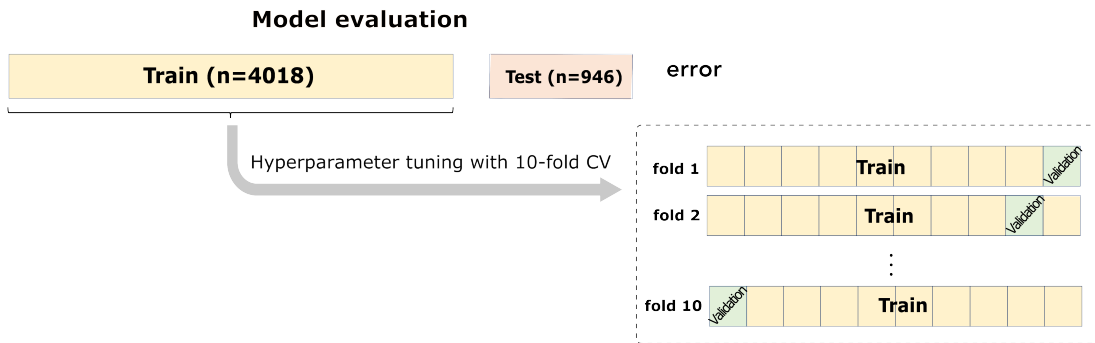 Model evaluation
Train (n=4018)
Test (n=946)
error
Hyperparameter tuning with 10-fold CV
fold 1
Train
Validation
fold 2
Train
Validation
fold 10
Validation
Train